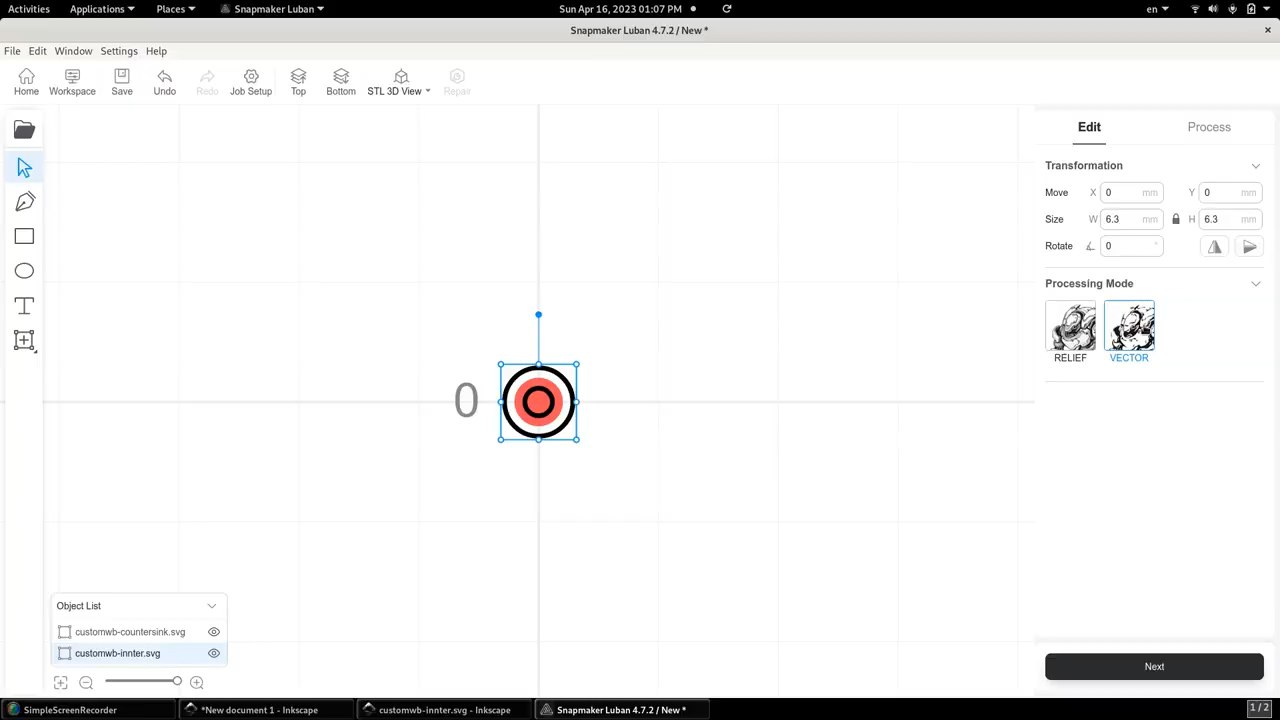 Activities Applications Places Snapmaker Luban Sun Apr 16, 2023 01:07 PM en
Snapmaker Luban 4.7.2 / New * ×
File Edit Window Settings Help
Home Workspace Save Undo Redo Job Setup Top Bottom STL 3D View Repair
Edit Process
Transformation
Move X 0 mm Y 0 mm
Size W 6.3 mm H 6.3 mm
Rotate 0 °
Processing Mode
RELIEF VECTOR
0
Object List
customwb-countersink.svg
customwb-innter.svg
Next
SimpleScreenRecorder *New document 1 - Inkscape customwb-innter.svg - Inkscape Snapmaker Luban 4.7.2 / New * 1 / 2